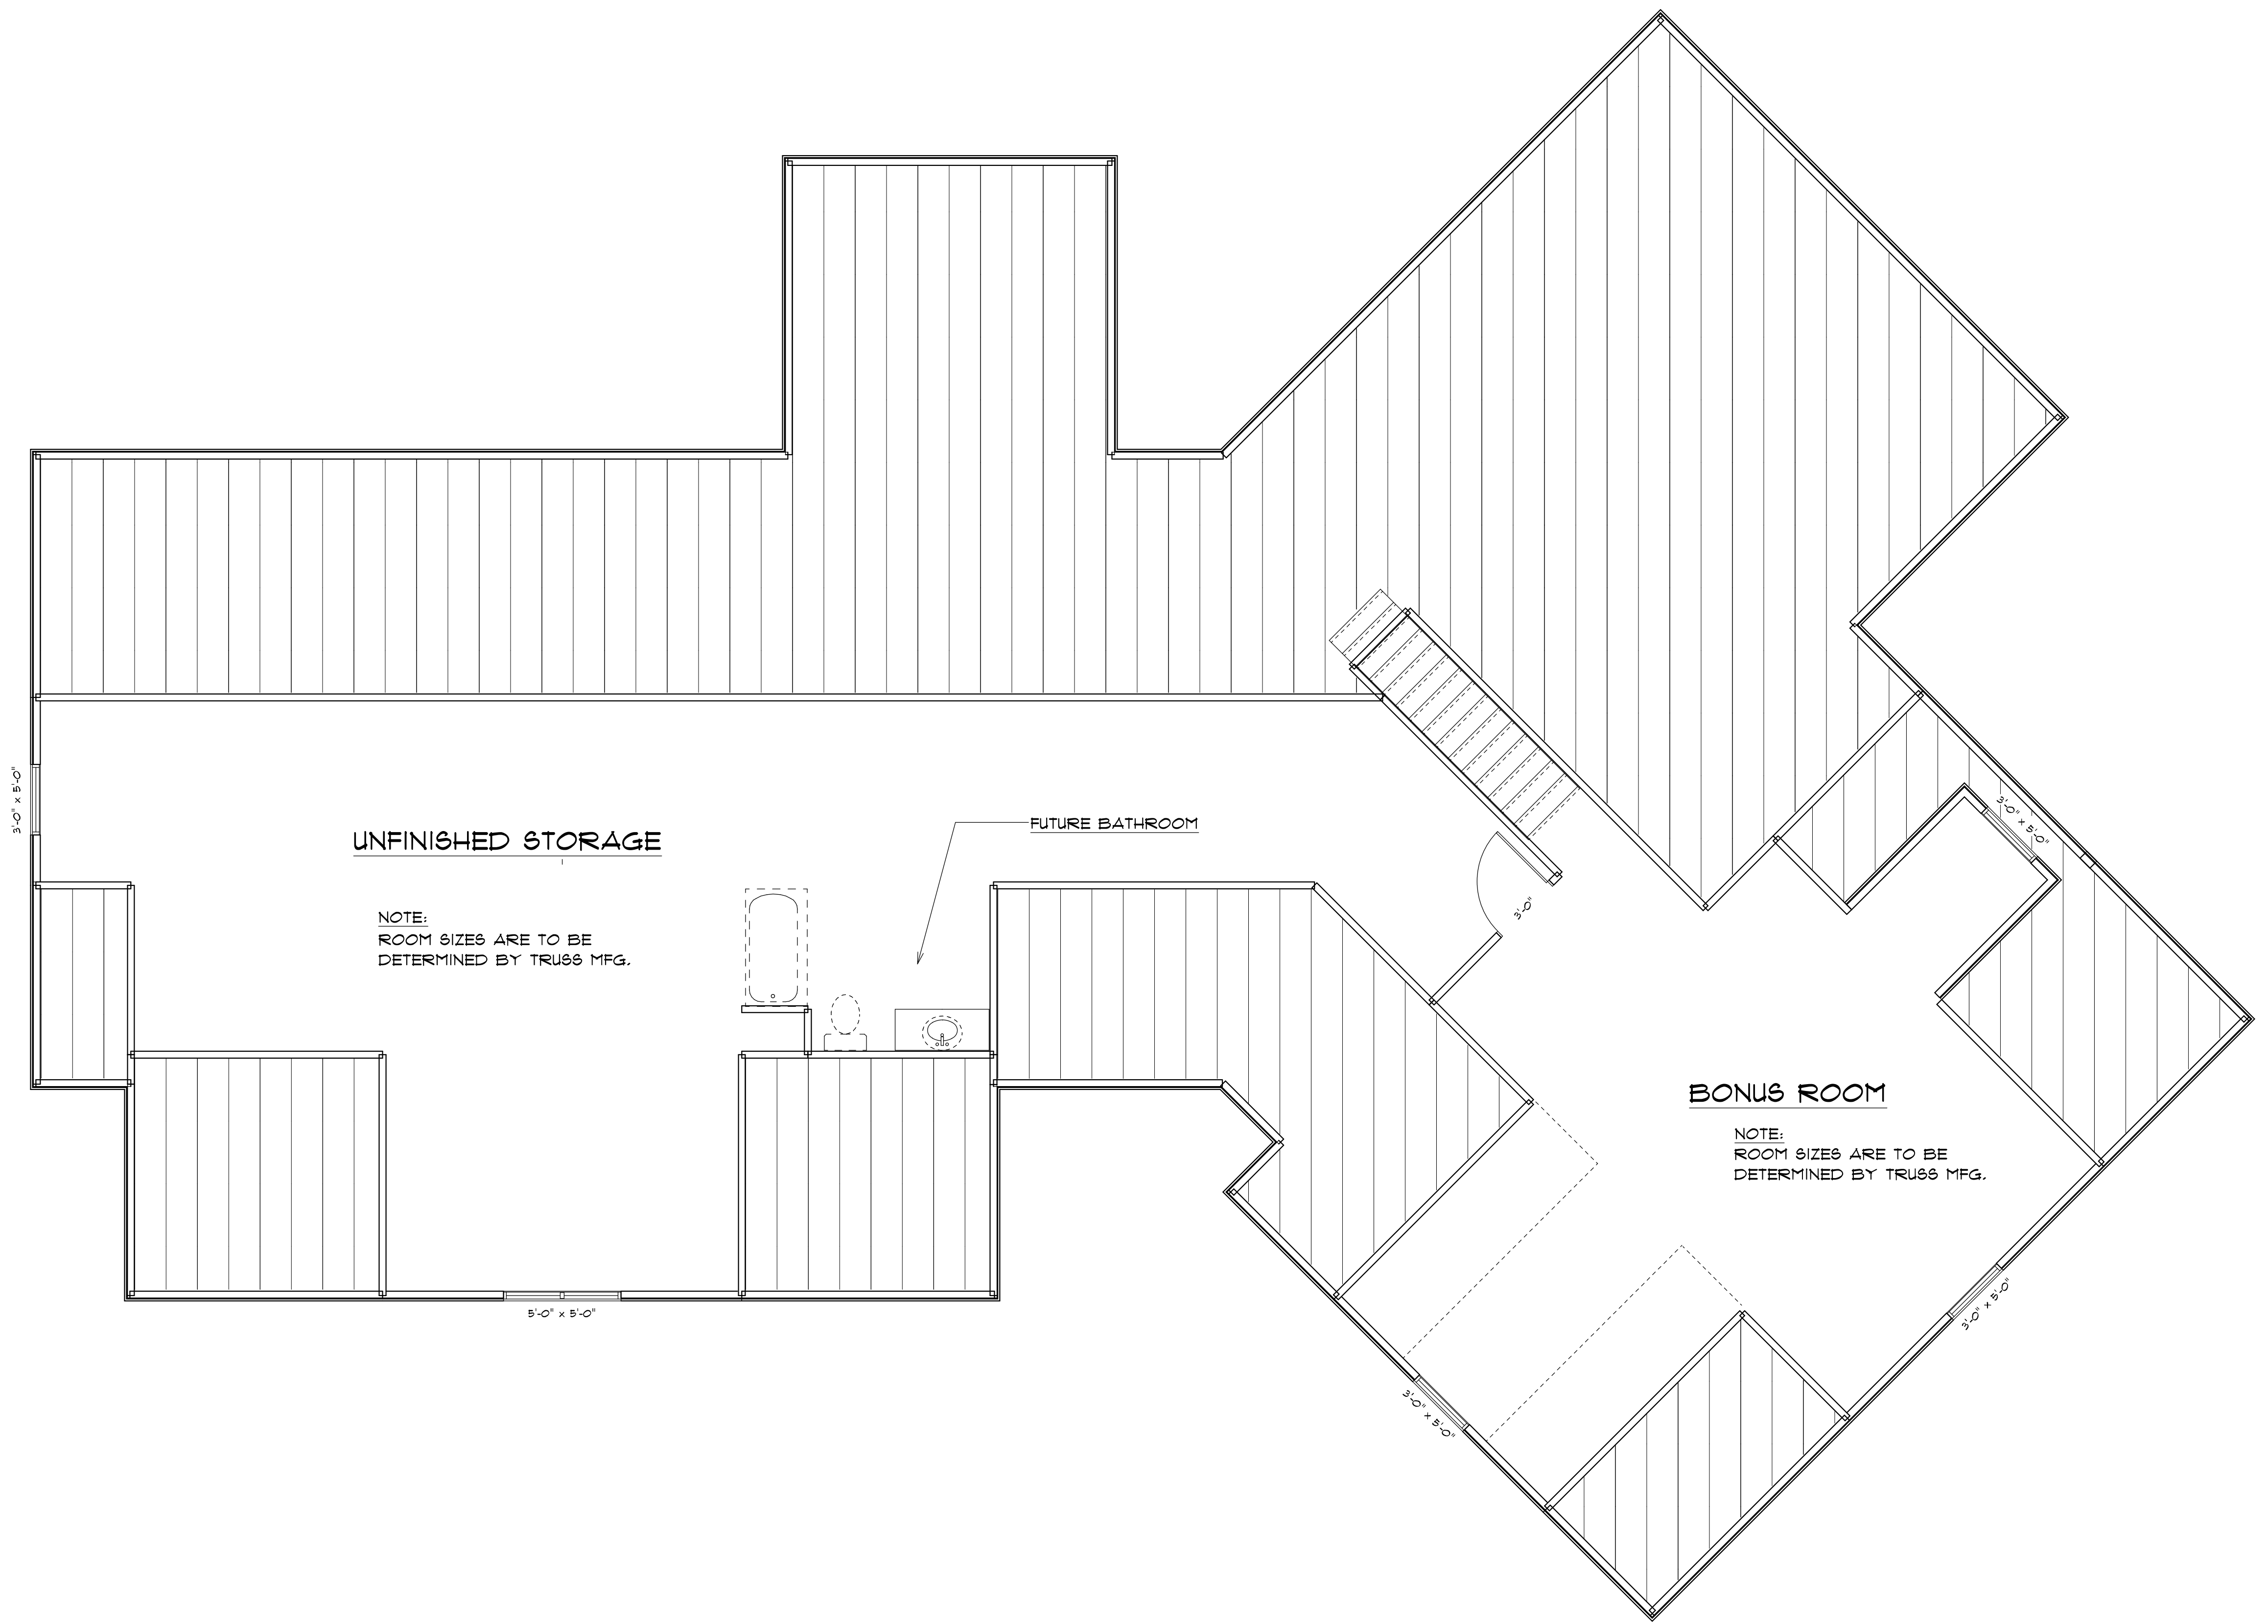 3'-0" x 5'-0"
UNFINISHED STORAGE
NOTE:
ROOM SIZES ARE TO BE
DETERMINED BY TRUSS MFG.
FUTURE BATHROOM
3'-0"
3'-0" x 5'-0"
BONUS ROOM
NOTE:
ROOM SIZES ARE TO BE
DETERMINED BY TRUSS MFG.
5'-0" x 5'-0"
3'-0" x 5'-0"
3'-0" x 5'-0"